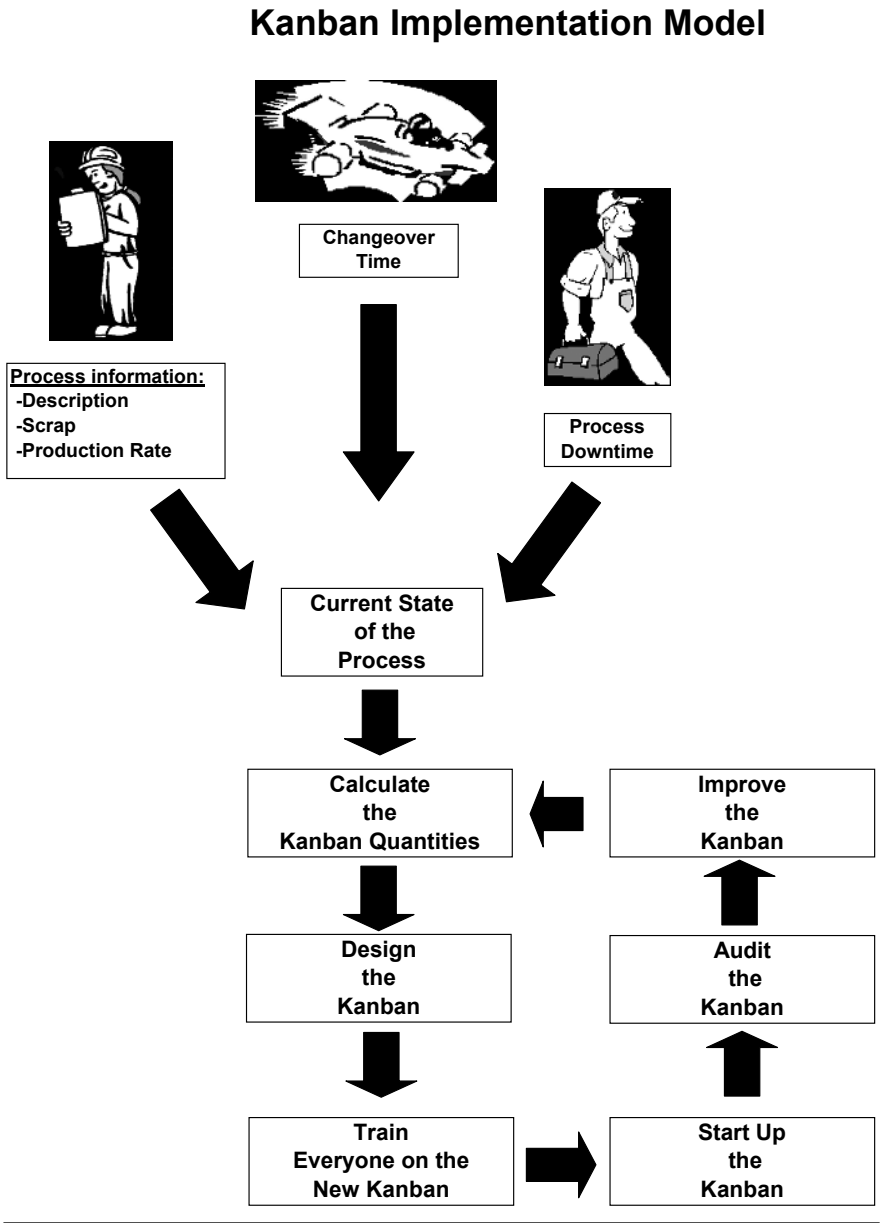 Kanban Implementation Model
Changeover
Time
Process information:
-Description
-Scrap
-Production Rate
Process
Downtime
Current State
of the
Process
Calculate
the
Kanban Quantities
Improve
the
Kanban
Design
the
Kanban
Audit
the
Kanban
Train
Everyone on the
New Kanban
Start Up
the
Kanban